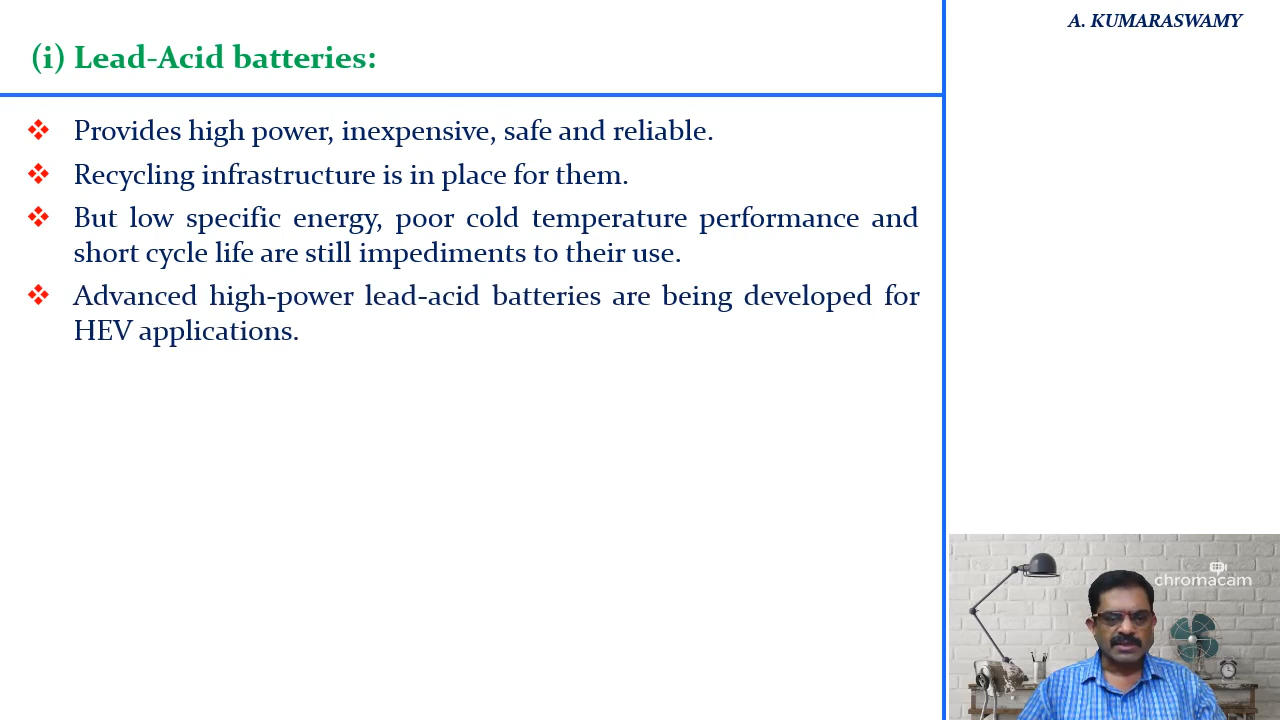 A. KUMARASWAMY
(i) Lead-Acid batteries:
❖ Provides high power, inexpensive, safe and reliable.
❖ Recycling infrastructure is in place for them.
❖ But low specific energy, poor cold temperature performance and
short cycle life are still impediments to their use.
❖ Advanced high-power lead-acid batteries are being developed for
HEV applications.
chromacam